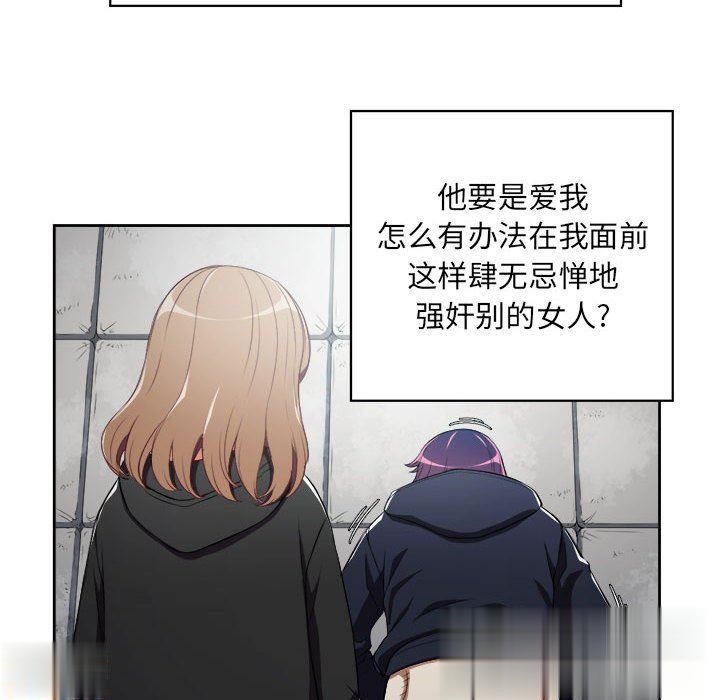 他要是爱我
怎么有办法在我面前
这样肆无忌惮地
强奸别的女人?